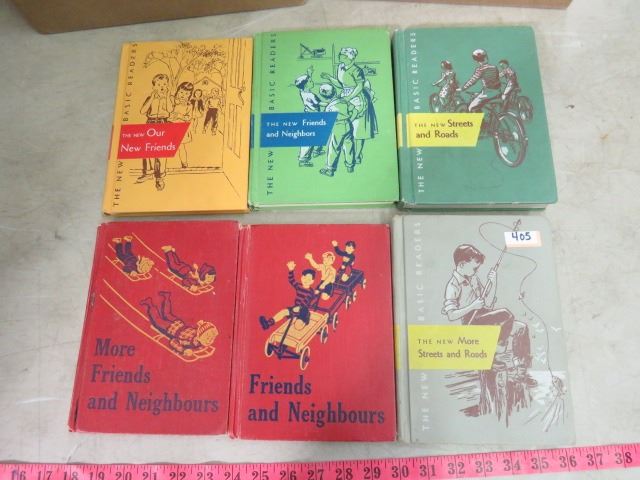 THE NEW BASIC READERS
THE NEW Our
New Friends
THE NEW BASIC READERS
THE NEW Friends
and Neighbors
THE NEW BASIC READERS
THE NEW Streets
and Roads
More
Friends
and Neighbours
Friends
and Neighbours
THE NEW BASIC READERS
405
THE NEW More
Streets and Roads
16 17 18 19 20 21 22 23 24 25 26 27 28 29 30 31 32 33 34 35 36 37 38